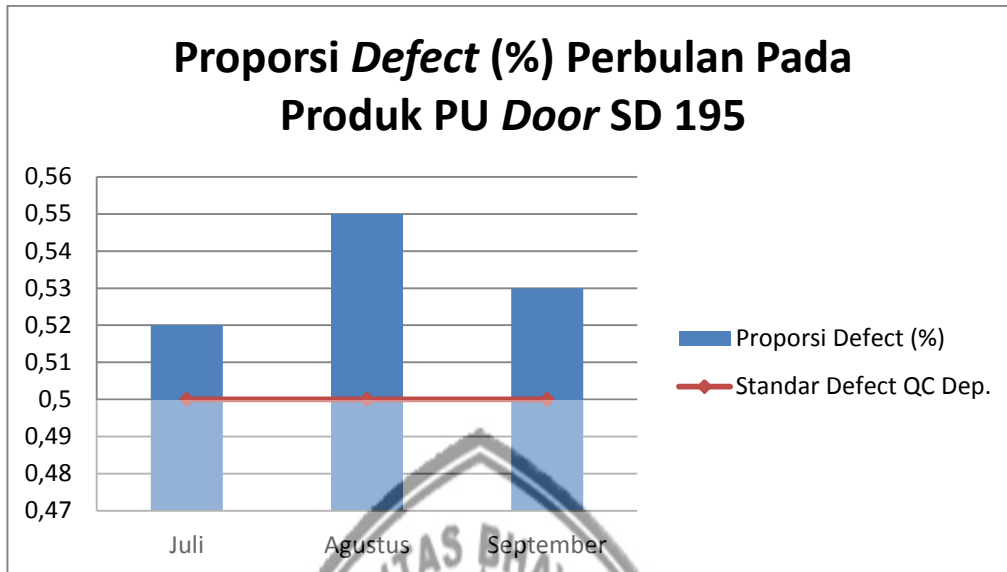 Proporsi Defect (%) Perbulan Pada
Produk PU Door SD 195
0,56
0,55
0,54
0,53
0,52
0,51
0,5
0,49
0,48
0,47
Juli Agustus September
Proporsi Defect (%)
Standar Defect QC Dep.